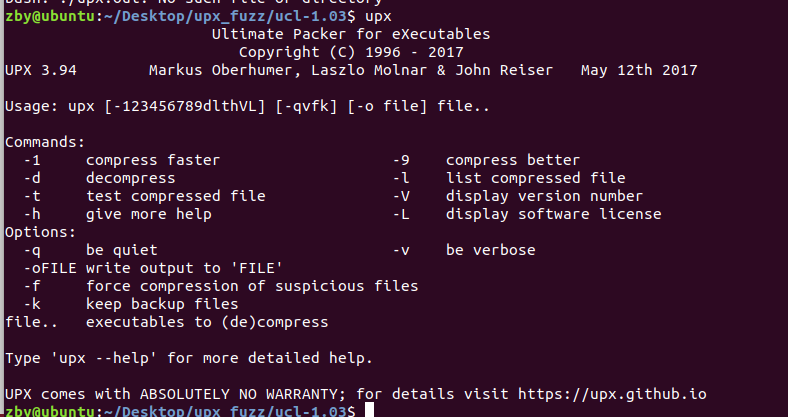 bash: ./upx.out: No such file or directory
zby@ubuntu:~/Desktop/upx_fuzz/ucl-1.03$ upx
Ultimate Packer for eXecutables
Copyright (C) 1996 - 2017
UPX 3.94 Markus Oberhumer, Laszlo Molnar & John Reiser May 12th 2017
Usage: upx [-123456789dlthVL] [-qvfk] [-o file] file..
Commands:
-1 compress faster -9 compress better
-d decompress -l list compressed file
-t test compressed file -V display version number
-h give more help -L display software license
Options:
-q be quiet -v be verbose
-oFILE write output to 'FILE'
-f force compression of suspicious files
-k keep backup files
file.. executables to (de)compress
Type 'upx --help' for more detailed help.
UPX comes with ABSOLUTELY NO WARRANTY; for details visit https://upx.github.io
zby@ubuntu:~/Desktop/upx_fuzz/ucl-1.03$